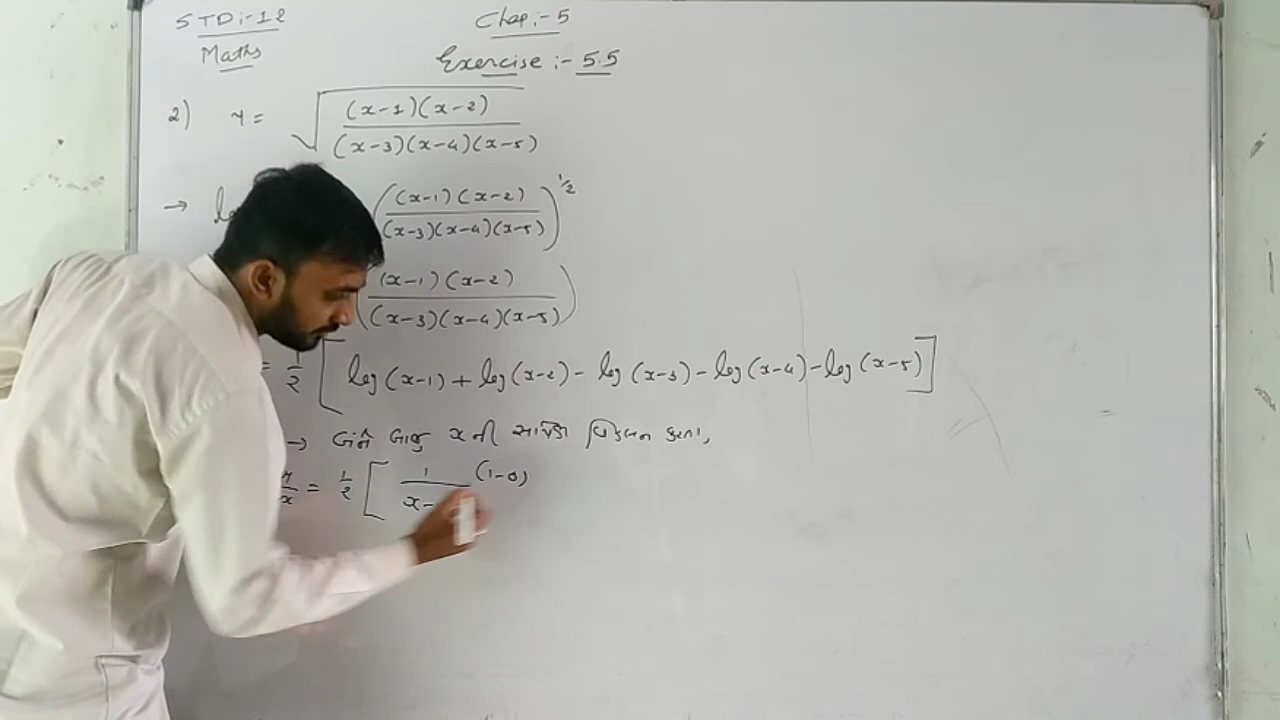 STD:-12 Chap:-5
Maths Exercise :- 5.5
2) y = √((x-1)(x-2) / (x-3)(x-4)(x-5))
→ ((x-1)(x-2) / (x-3)(x-4)(x-5))^1/2
((x-1)(x-2) / (x-3)(x-4)(x-5))
= 1/2 [ log(x-1) + log(x-2) - log(x-3) - log(x-4) - log(x-5) ]
→ બંને બાજુ x ની સાપેક્ષે વિકલન કરતા,
= 1/2 [ 1/x- (1-0)